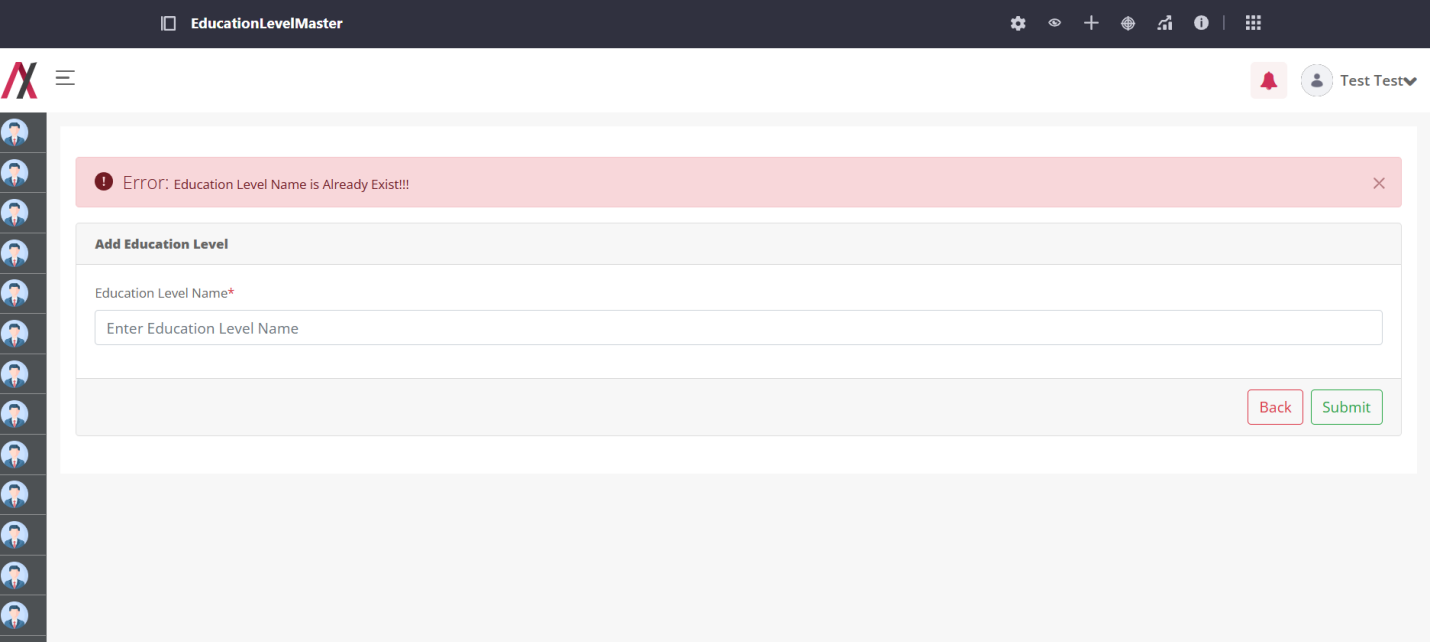 EducationLevelMaster
Test Test
Error: Education Level Name is Already Exist!!!
Add Education Level
Education Level Name*
Enter Education Level Name
Back Submit